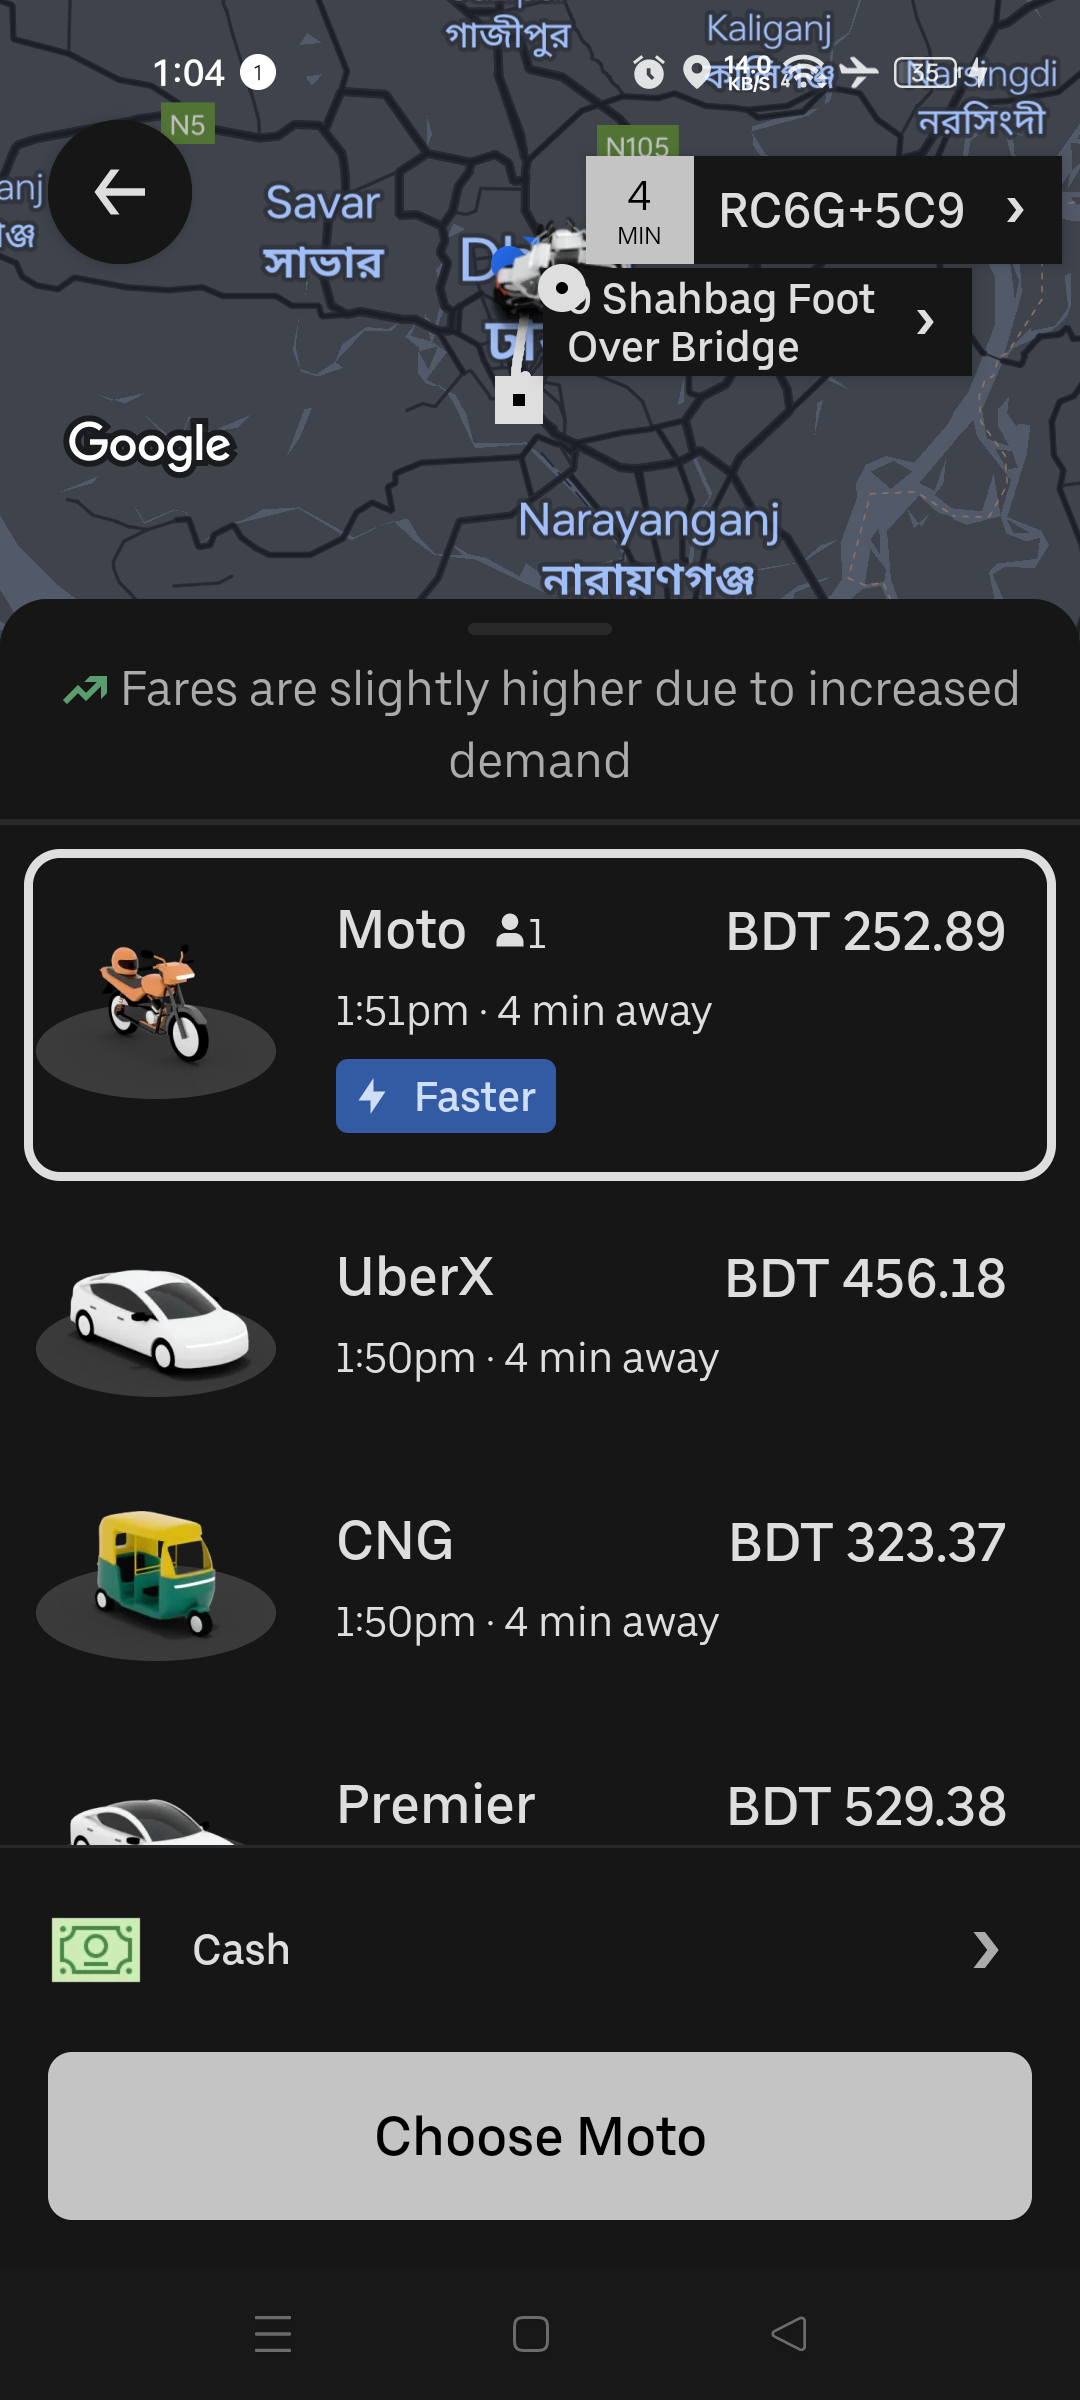 গাজীপুর
Kaliganj
1:04 1
14.0
KB/S
35
Narsingdi
নরসিংদী
N5
N105
anj
ঞ্জ
Savar
সাভার
4
MIN
RC6G+5C9
Shahbag Foot
Over Bridge
Google
Narayanganj
নারায়ণগঞ্জ
Fares are slightly higher due to increased
demand
Moto 1 BDT 252.89
1:51pm · 4 min away
Faster
UberX BDT 456.18
1:50pm · 4 min away
CNG BDT 323.37
1:50pm · 4 min away
Premier BDT 529.38
Cash
Choose Moto